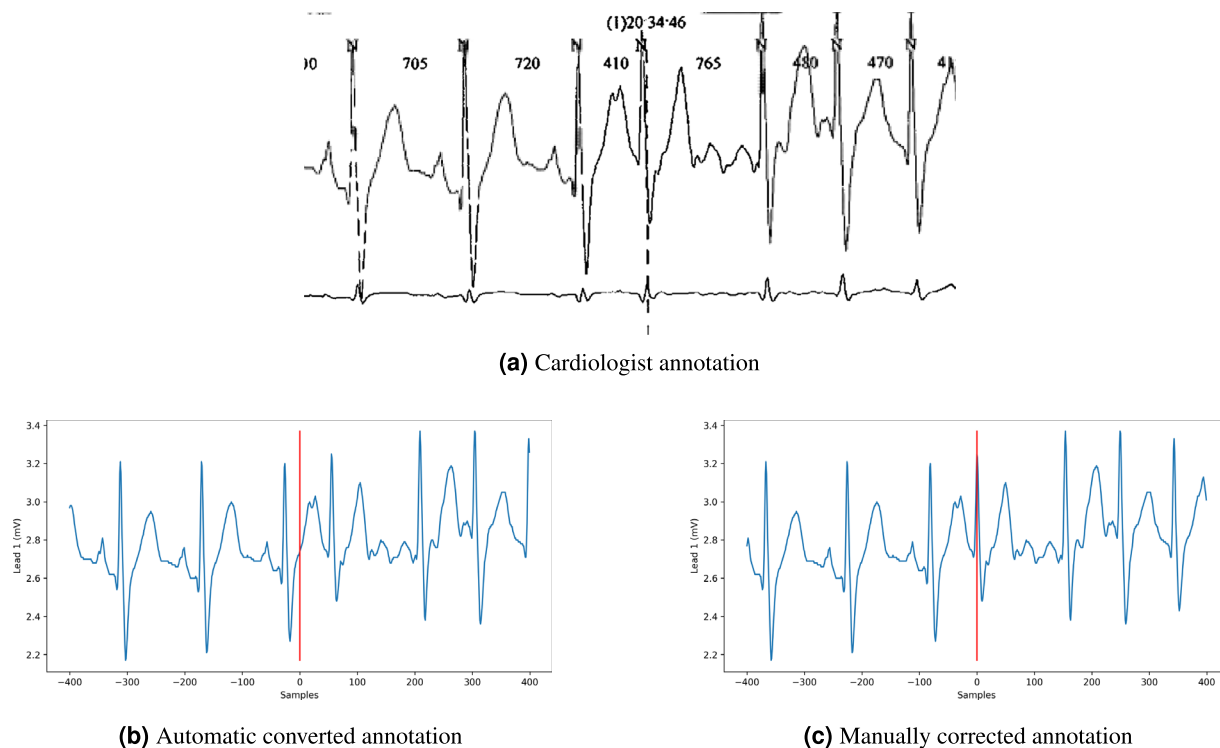 (1)20·34·46
N N N N N N N
00 705 720 410 765 480 470 41
(a) Cardiologist annotation
3.4
3.2
3.0
2.8
2.6
2.4
2.2
Lead 1 (mV)
−400 −300 −200 −100 0 100 200 300 400
Samples
(b) Automatic converted annotation
3.4
3.2
3.0
2.8
2.6
2.4
2.2
Lead 1 (mV)
−400 −300 −200 −100 0 100 200 300 400
Samples
(c) Manually corrected annotation